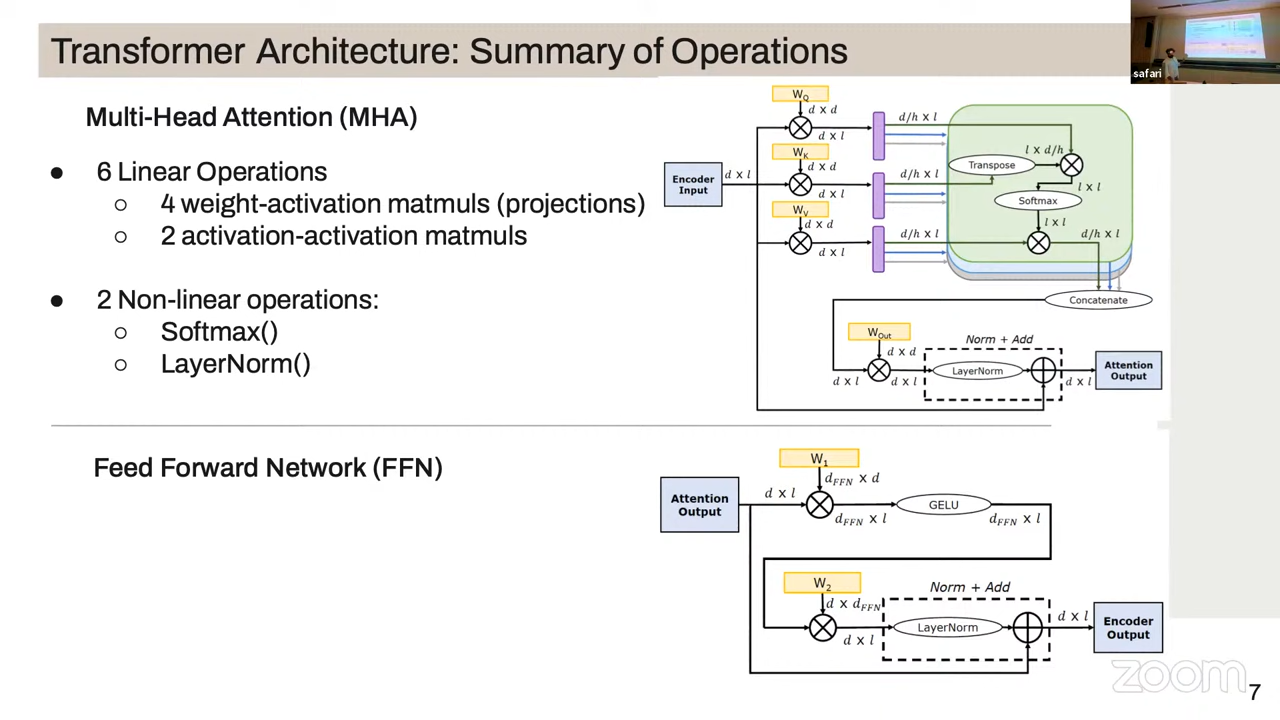 Transformer Architecture: Summary of Operations
safari
Multi-Head Attention (MHA)
● 6 Linear Operations
○ 4 weight-activation matmuls (projections)
○ 2 activation-activation matmuls
● 2 Non-linear operations:
○ Softmax()
○ LayerNorm()
W_Q
d x d
d x l
d/h x l
l x d/h
Encoder
Input
d x l
W_K
d x d
d x l
d/h x l
Transpose
l x l
Softmax
W_V
d x d
d x l
d/h x l
l x l
d/h x l
Concatenate
W_Out
d x d
d x l
d x l
Norm + Add
LayerNorm
d x l
Attention
Output
Feed Forward Network (FFN)
Attention
Output
d x l
W_1
d_FFN x d
d_FFN x l
GELU
d_FFN x l
W_2
d x d_FFN
d x l
Norm + Add
LayerNorm
d x l
Encoder
Output
zoom
7